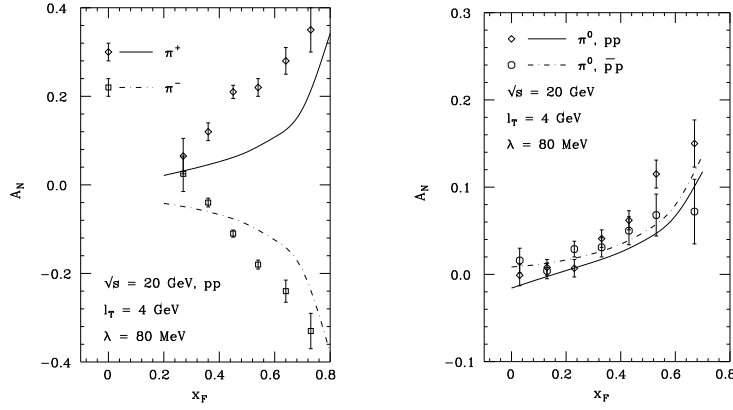 0.4
0.2
0.0
−0.2
−0.4
A_N
π⁺
π⁻
√s = 20 GeV, pp
l_T = 4 GeV
λ = 80 MeV
0 0.2 0.4 0.6 0.8
x_F
0.3
0.2
0.1
0.0
−0.1
A_N
π⁰, pp
π⁰, p̅p
√s = 20 GeV
l_T = 4 GeV
λ = 80 MeV
0 0.2 0.4 0.6 0.8
x_F